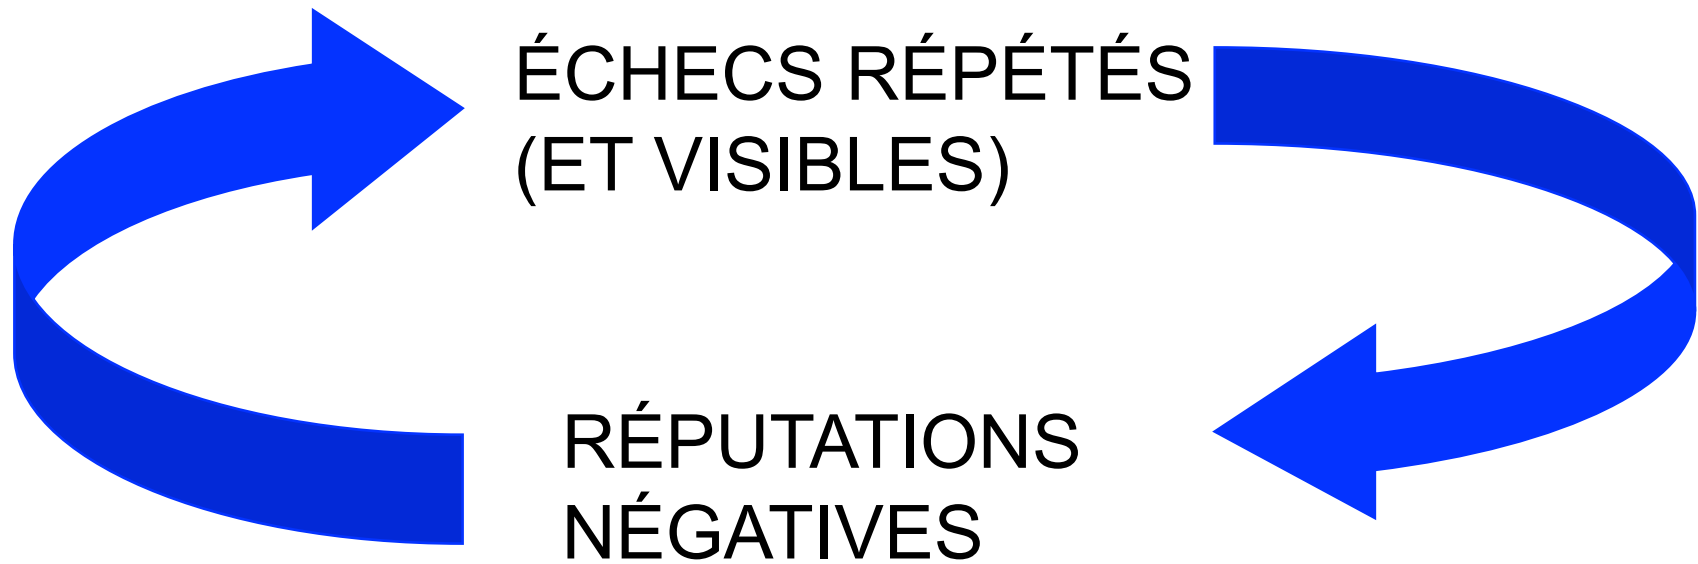 ÉCHECS RÉPÉTÉS
(ET VISIBLES)
RÉPUTATIONS
NÉGATIVES